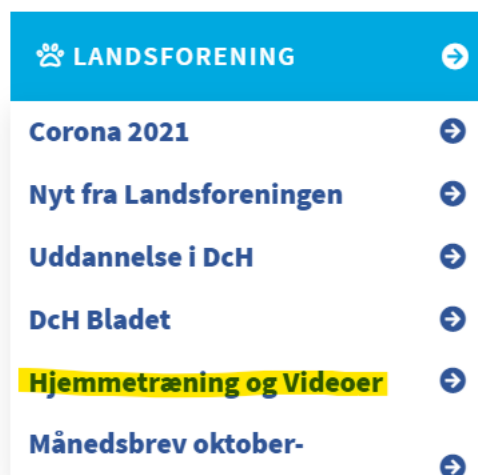 LANDSFORENING
Corona 2021
Nyt fra Landsforeningen
Uddannelse i DcH
DcH Bladet
Hjemmetræning og Videoer
Månedsbrev oktober-